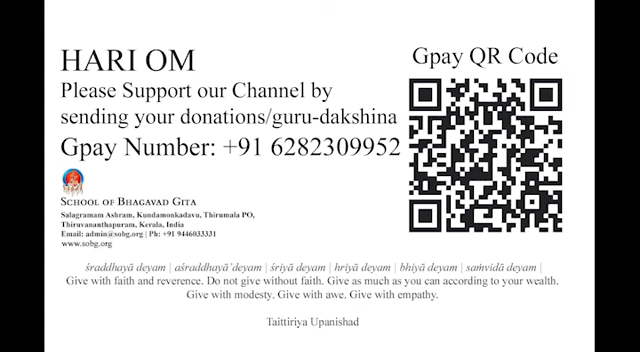 HARI OM
Please Support our Channel by
sending your donations/guru-dakshina
Gpay Number: +91 6282309952
Gpay QR Code
SCHOOL OF BHAGAVAD GITA
Salagramam Ashram, Kundamonkadavu, Thirumala PO,
Thiruvananthapuram, Kerala, India
Email: admin@sobg.org | Ph: +91 9446033331
www.sobg.org
śraddhayā deyam | aśraddhayā'deyam | śriyā deyam | hriyā deyam | bhiyā deyam | saṁvidā deyam |
Give with faith and reverence. Do not give without faith. Give as much as you can according to your wealth.
Give with modesty. Give with awe. Give with empathy.
Taittiriya Upanishad